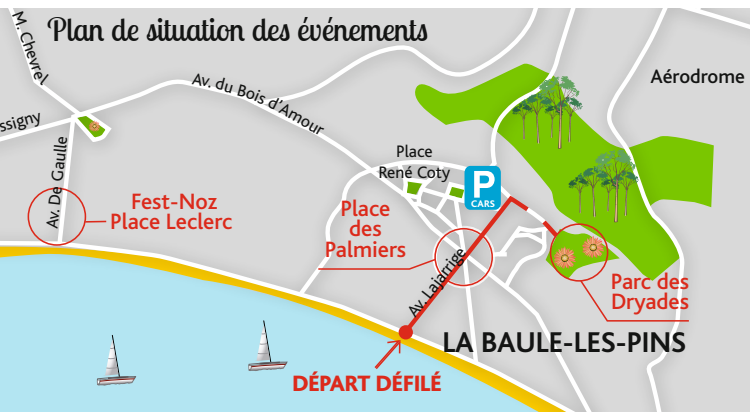 Plan de situation des événements
M. Chevrel
Av. du Bois d'Amour
Aérodrome
ssigny
Av. De Gaulle
Place
René Coty
P
CARS
Fest-Noz
Place Leclerc
Place
des
Palmiers
Av. Lajarrige
Parc des
Dryades
LA BAULE-LES-PINS
DÉPART DÉFILÉ